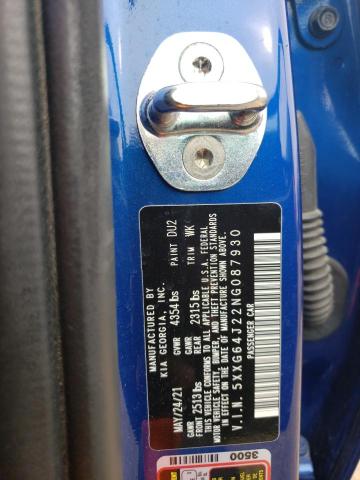 MANUFACTURED BY
KIA GEORGIA, INC. PAINT DU2
MAY/24/21 GVWR 4354 lbs TRIM WK
GAWR FRONT 2513 lbs GAWR REAR 2315 lbs
THIS VEHICLE CONFORMS TO ALL APPLICABLE U.S.A. FEDERAL
MOTOR VEHICLE SAFETY, BUMPER, AND THEFT PREVENTION STANDARDS
IN EFFECT ON THE DATE OF MANUFACTURE SHOWN ABOVE.
V.I.N. 5XXG64J22NG087930
PASSENGER CAR
3500